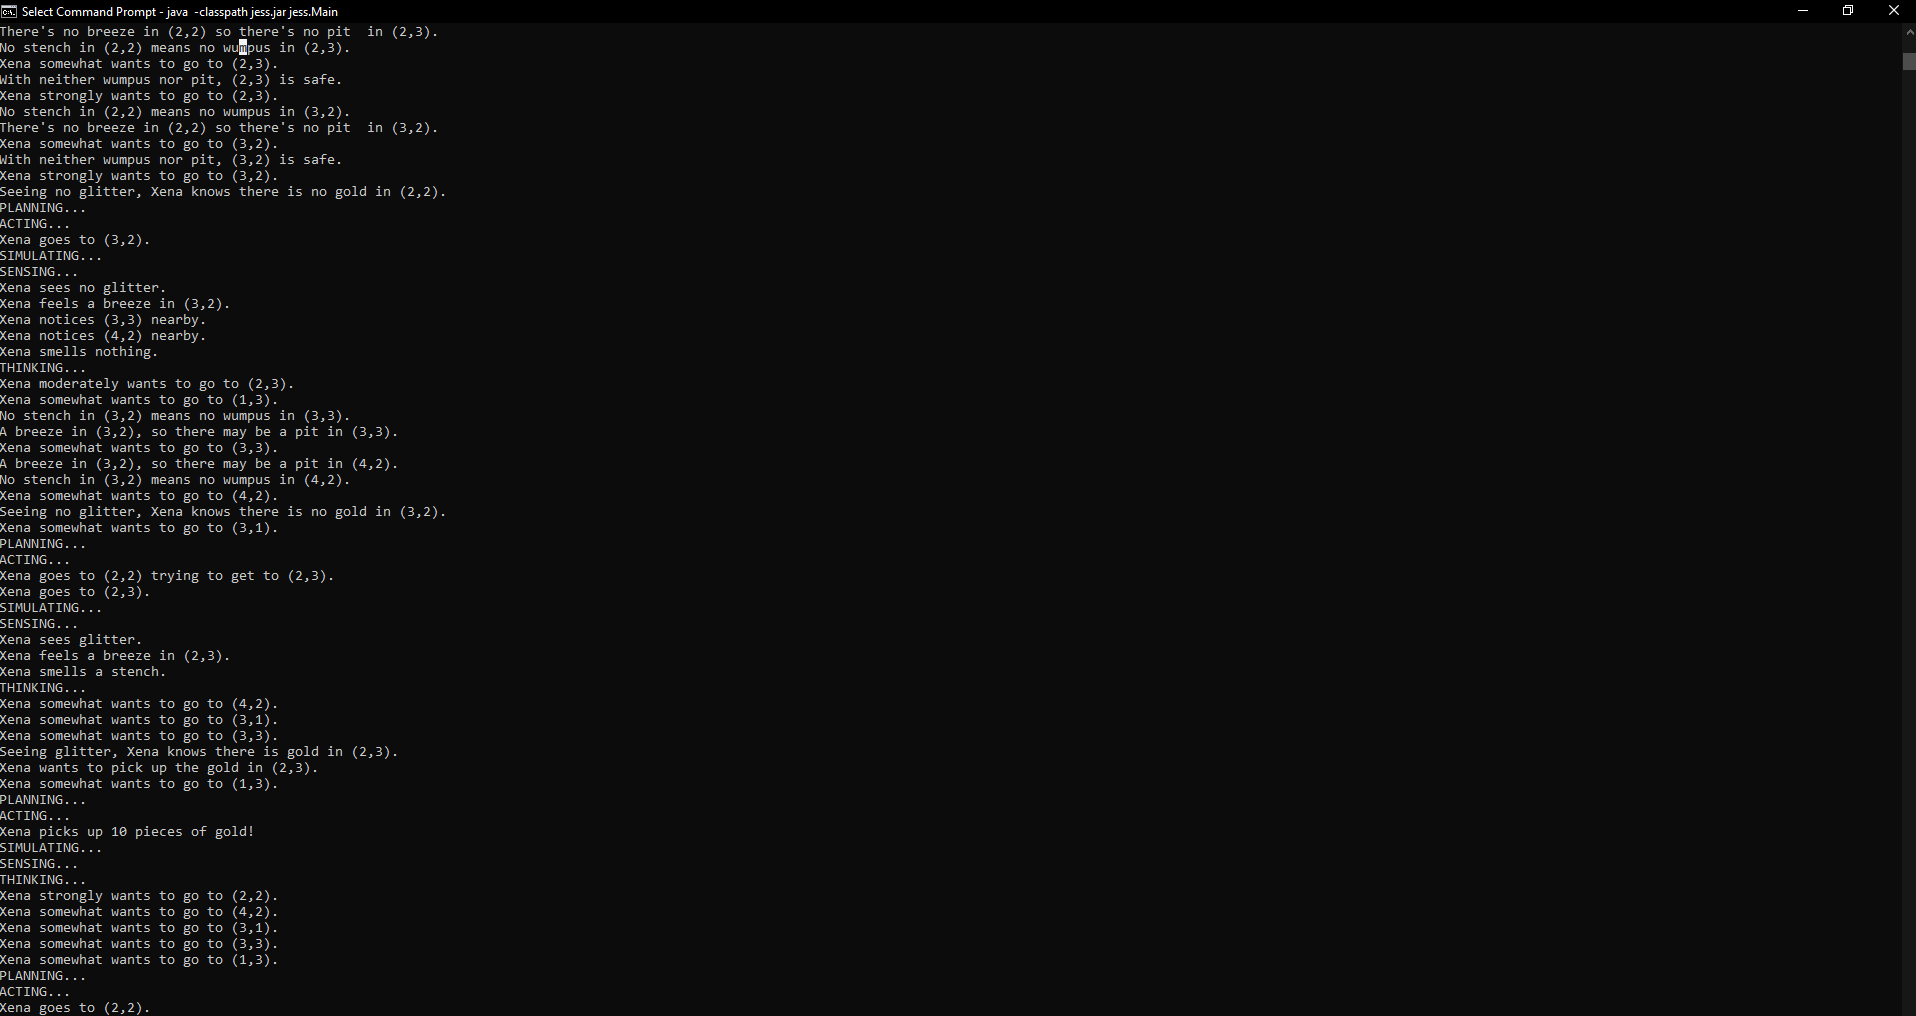 Select Command Prompt - java -classpath jess.jar jess.Main
There's no breeze in (2,2) so there's no pit  in (2,3).
No stench in (2,2) means no wumpus in (2,3).
Xena somewhat wants to go to (2,3).
With neither wumpus nor pit, (2,3) is safe.
Xena strongly wants to go to (2,3).
No stench in (2,2) means no wumpus in (3,2).
There's no breeze in (2,2) so there's no pit  in (3,2).
Xena somewhat wants to go to (3,2).
With neither wumpus nor pit, (3,2) is safe.
Xena strongly wants to go to (3,2).
Seeing no glitter, Xena knows there is no gold in (2,2).
PLANNING...
ACTING...
Xena goes to (3,2).
SIMULATING...
SENSING...
Xena sees no glitter.
Xena feels a breeze in (3,2).
Xena notices (3,3) nearby.
Xena notices (4,2) nearby.
Xena smells nothing.
THINKING...
Xena moderately wants to go to (2,3).
Xena somewhat wants to go to (1,3).
No stench in (3,2) means no wumpus in (3,3).
A breeze in (3,2), so there may be a pit in (3,3).
Xena somewhat wants to go to (3,3).
A breeze in (3,2), so there may be a pit in (4,2).
No stench in (3,2) means no wumpus in (4,2).
Xena somewhat wants to go to (4,2).
Seeing no glitter, Xena knows there is no gold in (3,2).
Xena somewhat wants to go to (3,1).
PLANNING...
ACTING...
Xena goes to (2,2) trying to get to (2,3).
Xena goes to (2,3).
SIMULATING...
SENSING...
Xena sees glitter.
Xena feels a breeze in (2,3).
Xena smells a stench.
THINKING...
Xena somewhat wants to go to (4,2).
Xena somewhat wants to go to (3,1).
Xena somewhat wants to go to (3,3).
Seeing glitter, Xena knows there is gold in (2,3).
Xena wants to pick up the gold in (2,3).
Xena somewhat wants to go to (1,3).
PLANNING...
ACTING...
Xena picks up 10 pieces of gold!
SIMULATING...
SENSING...
THINKING...
Xena strongly wants to go to (2,2).
Xena somewhat wants to go to (4,2).
Xena somewhat wants to go to (3,1).
Xena somewhat wants to go to (3,3).
Xena somewhat wants to go to (1,3).
PLANNING...
ACTING...
Xena goes to (2,2).